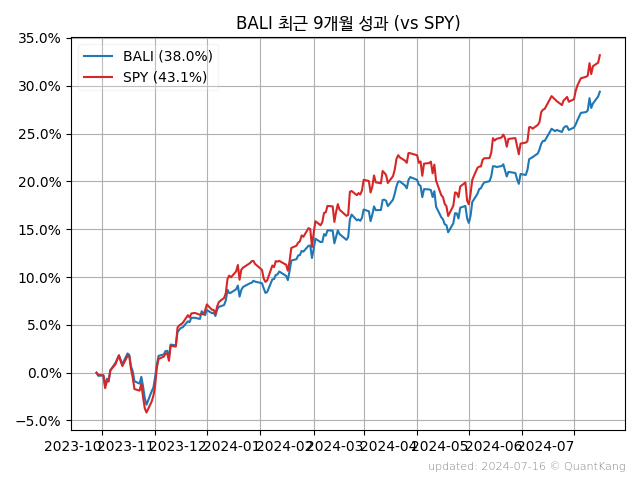 BALI 최근 9개월 성과 (vs SPY)
BALI (38.0%)
SPY (43.1%)
35.0%
30.0%
25.0%
20.0%
15.0%
10.0%
5.0%
0.0%
−5.0%
2023-10 2023-11 2023-12 2024-01 2024-02 2024-03 2024-04 2024-05 2024-06 2024-07
updated: 2024-07-16 © QuantKang